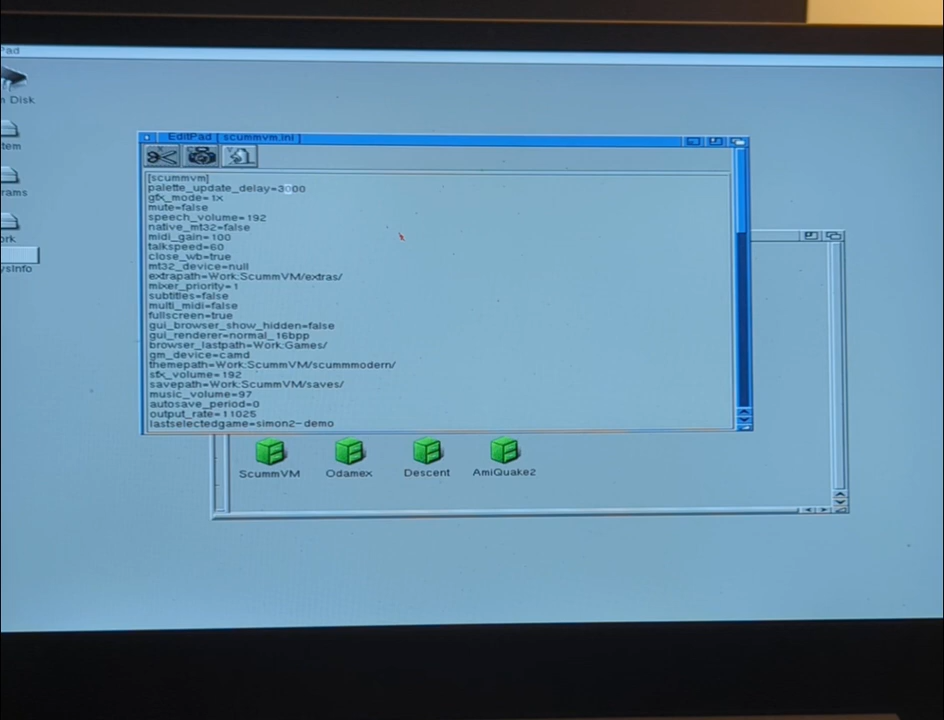 Pad
Disk
tem
rams
ork
ysInfo
EditPad [ scummvm.ini ]
[scummvm]
palette_update_delay=3000
gfx_mode=1x
mute=false
speech_volume=192
native_mt32=false
midi_gain=100
talkspeed=60
close_wb=true
mt32_device=null
extrapath=Work:ScummVM/extras/
mixer_priority=1
subtitles=false
multi_midi=false
fullscreen=true
gui_browser_show_hidden=false
gui_renderer=normal_16bpp
browser_lastpath=Work:Games/
gm_device=camd
themepath=Work:ScummVM/scummmodern/
sfx_volume=192
savepath=Work:ScummVM/saves/
music_volume=97
autosave_period=0
output_rate=11025
lastselectedgame=simon2-demo
ScummVM Odamex Descent AmiQuake2